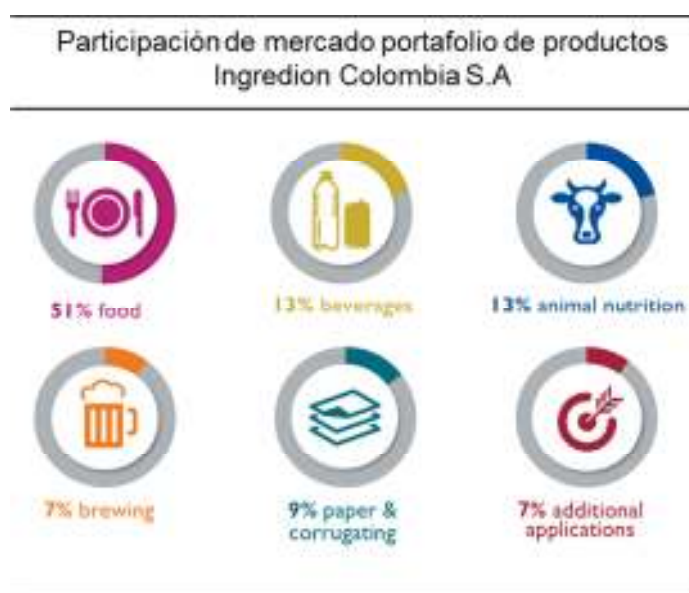 Participación de mercado portafolio de productos
Ingredion Colombia S.A
51% food
13% beverages
13% animal nutrition
7% brewing
9% paper &
corrugating
7% additional
applications